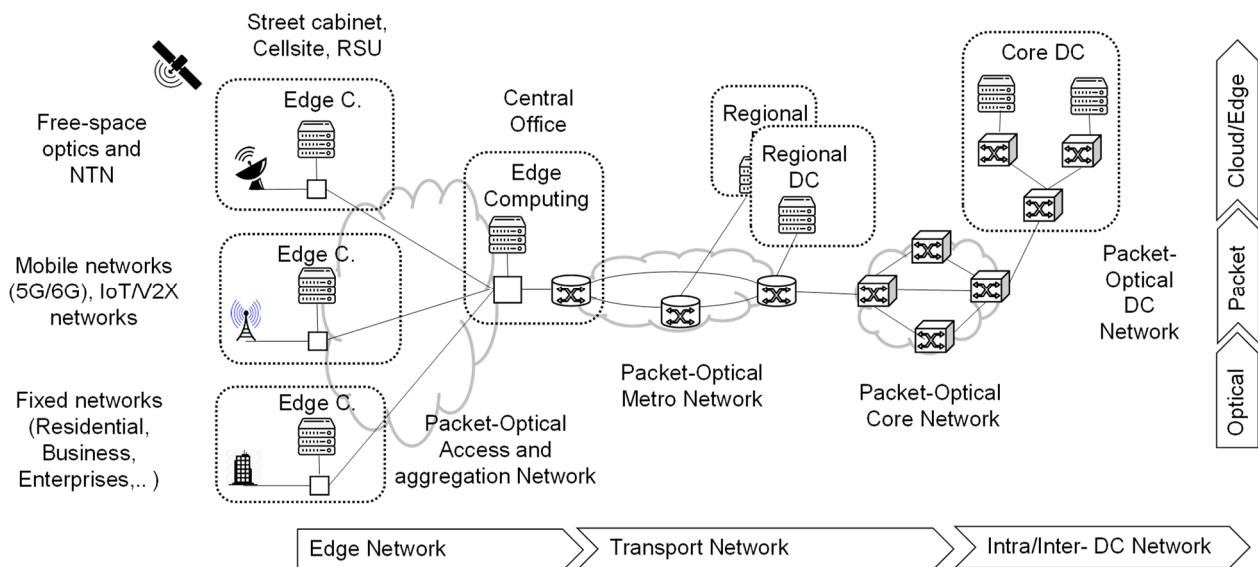 Street cabinet,
Cellsite, RSU
Free-space
optics and
NTN
Edge C.
Mobile networks
(5G/6G), IoT/V2X
networks
Edge C.
Fixed networks
(Residential,
Business,
Enterprises,.. )
Edge C.
Central
Office
Edge
Computing
Packet-Optical
Access and
aggregation Network
Regional
Regional
DC
Packet-Optical
Metro Network
Core DC
Packet-Optical
Core Network
Packet-
Optical
DC
Network
Cloud/Edge
Packet
Optical
Edge Network
Transport Network
Intra/Inter- DC Network